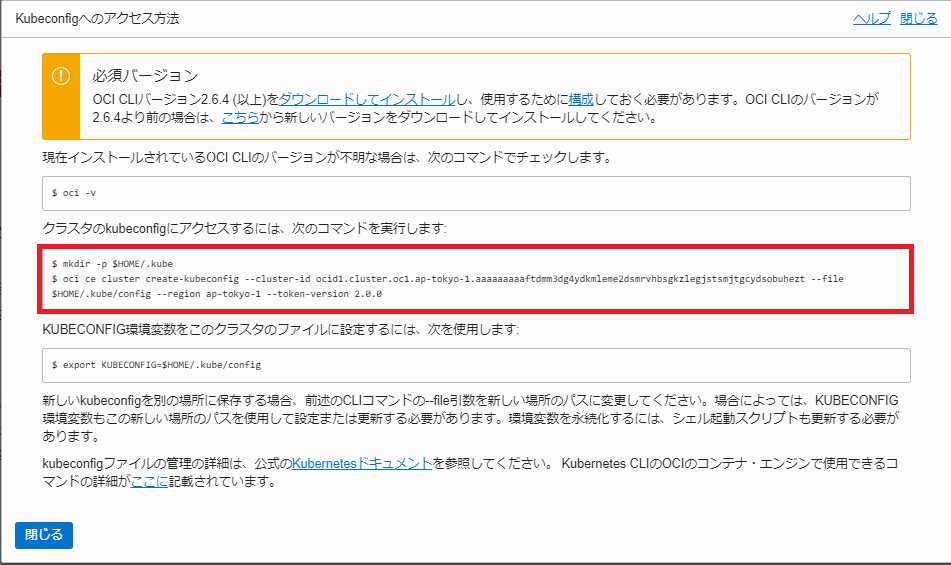 Kubeconfigへのアクセス方法
ヘルプ 閉じる
必須バージョン
OCI CLIバージョン2.6.4 (以上)をダウンロードしてインストールし、使用するために構成しておく必要があります。OCI CLIのバージョンが
2.6.4より前の場合は、こちらから新しいバージョンをダウンロードしてインストールしてください。
現在インストールされているOCI CLIのバージョンが不明な場合は、次のコマンドでチェックします。
$ oci -v
クラスタのkubeconfigにアクセスするには、次のコマンドを実行します:
$ mkdir -p $HOME/.kube
$ oci ce cluster create-kubeconfig --cluster-id ocid1.cluster.oc1.ap-tokyo-1.aaaaaaaaaftdmm3dg4ydkmleme2dsmrvhbsgkzlegjstsmjtgcydsobuhezt --file
$HOME/.kube/config --region ap-tokyo-1 --token-version 2.0.0
KUBECONFIG環境変数をこのクラスタのファイルに設定するには、次を使用します:
$ export KUBECONFIG=$HOME/.kube/config
新しいkubeconfigを別の場所に保存する場合、前述のCLIコマンドの--file引数を新しい場所のパスに変更してください。場合によっては、KUBECONFIG
環境変数もこの新しい場所のパスを使用して設定または更新する必要があります。環境変数を永続化するには、シェル起動スクリプトも更新する必要が
あります。
kubeconfigファイルの管理の詳細は、公式のKubernetesドキュメントを参照してください。 Kubernetes CLIのOCIのコンテナ・エンジンで使用できるコ
マンドの詳細がここに記載されています。
閉じる